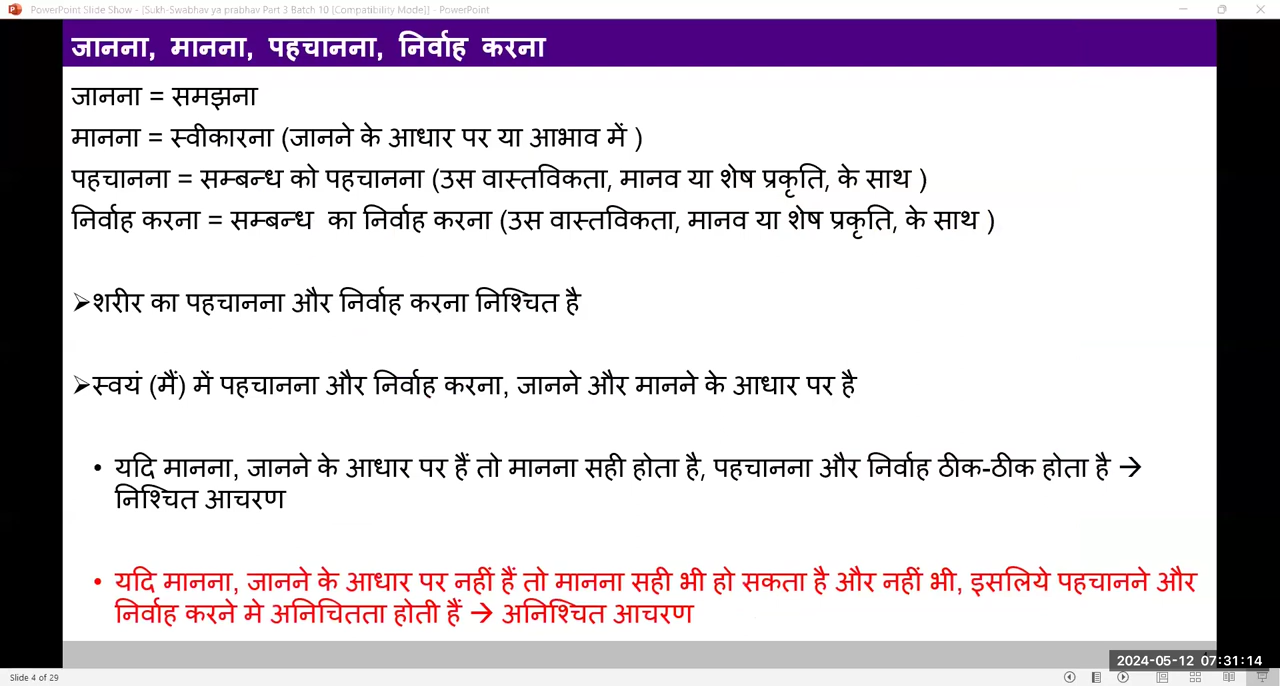 PowerPoint Slide Show - [Sukh-Swabhav ya prabhav Part 3 Batch 10 [Compatibility Mode]] - PowerPoint
जानना, मानना, पहचानना, निर्वाह करना
जानना = समझना
मानना = स्वीकारना (जानने के आधार पर या आभाव में )
पहचानना = सम्बन्ध को पहचानना (उस वास्तविकता, मानव या शेष प्रकृति, के साथ )
निर्वाह करना = सम्बन्ध का निर्वाह करना (उस वास्तविकता, मानव या शेष प्रकृति, के साथ )
➢शरीर का पहचानना और निर्वाह करना निश्चित है
➢स्वयं (मैं) में पहचानना और निर्वाह करना, जानने और मानने के आधार पर है
• यदि मानना, जानने के आधार पर हैं तो मानना सही होता है, पहचानना और निर्वाह ठीक-ठीक होता है →
निश्चित आचरण
• यदि मानना, जानने के आधार पर नहीं हैं तो मानना सही भी हो सकता है और नहीं भी, इसलिये पहचानने और
निर्वाह करने मे अनिचितता होती हैं → अनिश्चित आचरण
2024-05-12 07:31:14
Slide 4 of 29